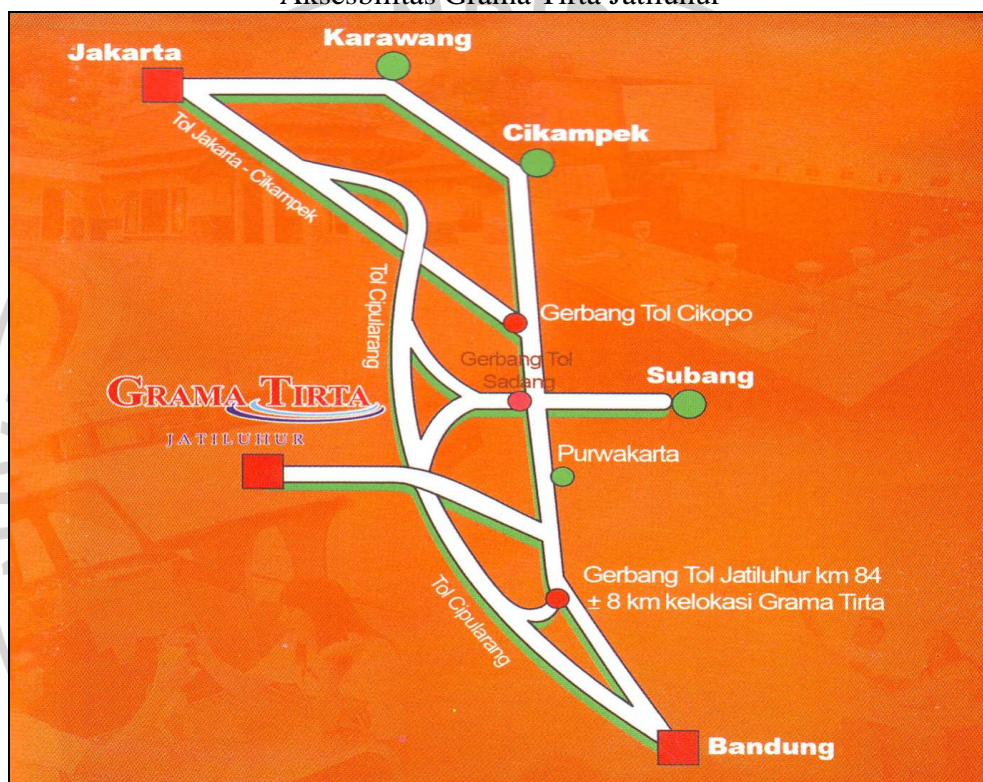 Aksesbilitas Grama Tirta Jatiluhur
Jakarta
Karawang
Cikampek
Tol Jakarta - Cikampek
Tol Cipularang
Gerbang Tol Cikopo
Gerbang Tol
Sadang
Subang
GRAMA TIRTA
JATILUHUR
Purwakarta
Gerbang Tol Jatiluhur km 84
± 8 km kelokasi Grama Tirta
Tol Cipularang
Bandung